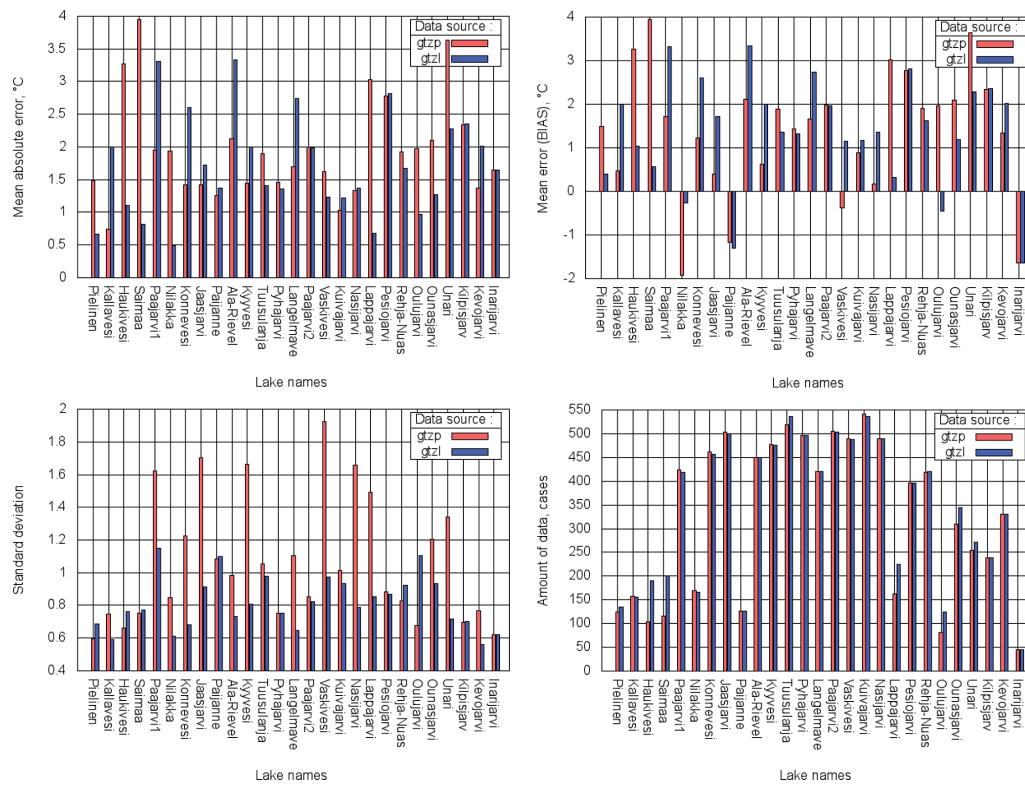 Mean absolute error, °C
4
3.5
3
2.5
2
1.5
1
0.5
0
Data source :
gtzp
gtzl
Pielinen
Kallavesi
Haukivesi
Saimaa
Paajarvi1
Nilakka
Konnevesi
Jaasjarvi
Paijanne
Ala-Rievel
Kyyvesi
Tuusulanja
Pyhajarvi
Langelmave
Paajarvi2
Vaskivesi
Kuivajarvi
Nasijarvi
Lappajarvi
Pesiojarvi
Rehja-Nuas
Oulujarvi
Ounasjarvi
Unari
Kilpisjarv
Kevojarvi
Inarijarvi
Lake names
Mean error (BIAS), °C
4
3
2
1
0
-1
-2
Data source :
gtzp
gtzl
Pielinen
Kallavesi
Haukivesi
Saimaa
Paajarvi1
Nilakka
Konnevesi
Jaasjarvi
Paijanne
Ala-Rievel
Kyyvesi
Tuusulanja
Pyhajarvi
Langelmave
Paajarvi2
Vaskivesi
Kuivajarvi
Nasijarvi
Lappajarvi
Pesiojarvi
Rehja-Nuas
Oulujarvi
Ounasjarvi
Unari
Kilpisjarv
Kevojarvi
Inarijarvi
Lake names
Standard deviation
2
1.8
1.6
1.4
1.2
1
0.8
0.6
0.4
Data source :
gtzp
gtzl
Pielinen
Kallavesi
Haukivesi
Saimaa
Paajarvi1
Nilakka
Konnevesi
Jaasjarvi
Paijanne
Ala-Rievel
Kyyvesi
Tuusulanja
Pyhajarvi
Langelmave
Paajarvi2
Vaskivesi
Kuivajarvi
Nasijarvi
Lappajarvi
Pesiojarvi
Rehja-Nuas
Oulujarvi
Ounasjarvi
Unari
Kilpisjarv
Kevojarvi
Inarijarvi
Lake names
Amount of data, cases
550
500
450
400
350
300
250
200
150
100
50
0
Data source :
gtzp
gtzl
Pielinen
Kallavesi
Haukivesi
Saimaa
Paajarvi1
Nilakka
Konnevesi
Jaasjarvi
Paijanne
Ala-Rievel
Kyyvesi
Tuusulanja
Pyhajarvi
Langelmave
Paajarvi2
Vaskivesi
Kuivajarvi
Nasijarvi
Lappajarvi
Pesiojarvi
Rehja-Nuas
Oulujarvi
Ounasjarvi
Unari
Kilpisjarv
Kevojarvi
Inarijarvi
Lake names